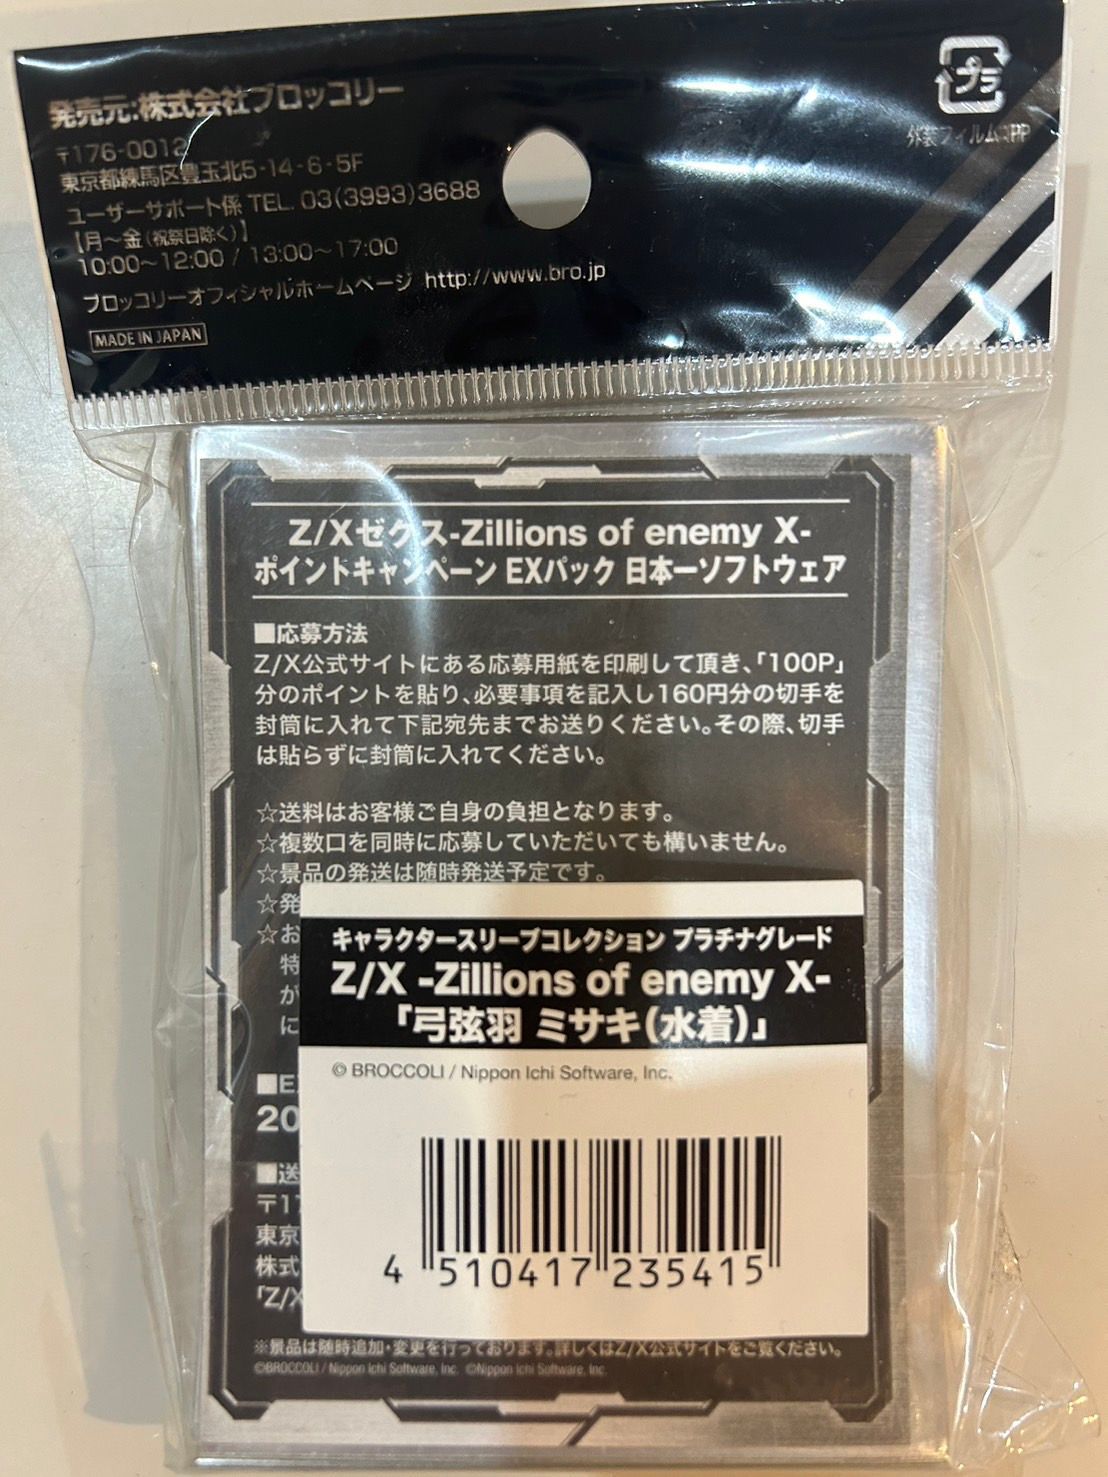 発売元:株式会社ブロッコリー
〒176-0012
東京都練馬区豊玉北5-14-6-5F
ユーザーサポート係 TEL. 03(3993)3688
【月〜金(祝祭日除く)】
10:00〜12:00 / 13:00〜17:00
ブロッコリーオフィシャルホームページ http://www.bro.jp
MADE IN JAPAN
プラ
外装フィルム:PP
Z/Xゼクス-Zillions of enemy X-
ポイントキャンペーン EXパック 日本一ソフトウェア
■応募方法
Z/X公式サイトにある応募用紙を印刷して頂き、「100P」
分のポイントを貼り、必要事項を記入し160円分の切手を
封筒に入れて下記宛先までお送りください。その際、切手
は貼らずに封筒に入れてください。
☆送料はお客様ご自身の負担となります。
☆複数口を同時に応募していただいても構いません。
☆景品の発送は随時発送予定です。
☆発
☆お
特
が
に
キャラクタースリーブコレクション プラチナグレード
Z/X -Zillions of enemy X-
「弓弦羽 ミサキ(水着)」
© BROCCOLI / Nippon Ichi Software, Inc.
■E
20
■送
〒17
東京
株式
「Z/X
4 510417 235415
※景品は随時追加・変更を行っております。詳しくはZ/X公式サイトをご覧ください。
©BROCCOLI / Nippon Ichi Software, Inc. ©Nippon Ichi Software, Inc.